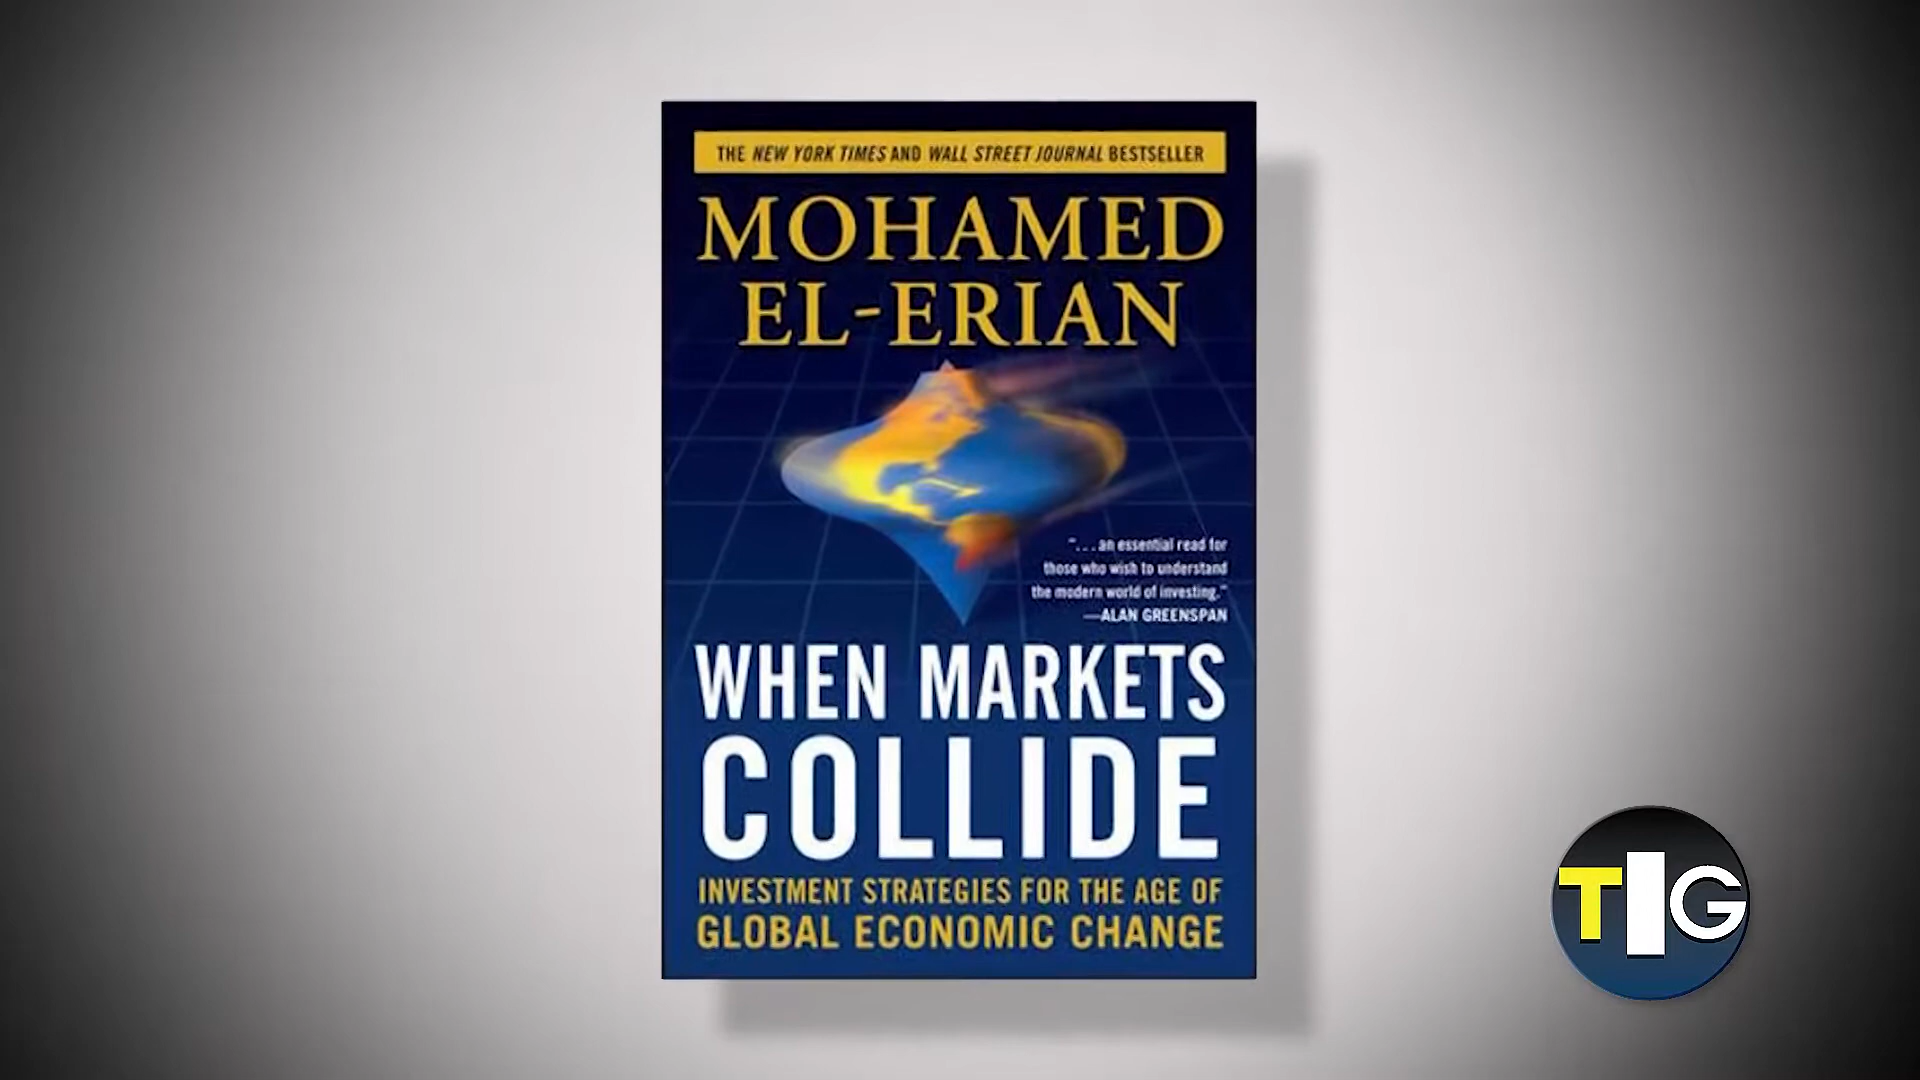 THE NEW YORK TIMES AND WALL STREET JOURNAL BESTSELLER
MOHAMED
EL-ERIAN
"...an essential read for
those who wish to understand
the modern world of investing."
—ALAN GREENSPAN
WHEN MARKETS
COLLIDE
INVESTMENT STRATEGIES FOR THE AGE OF
GLOBAL ECONOMIC CHANGE
TIG